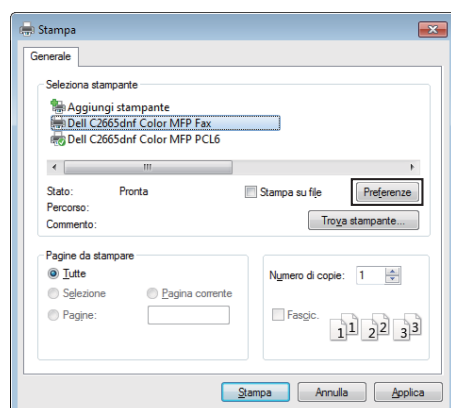 Stampa
Generale
Seleziona stampante
Aggiungi stampante
Dell C2665dnf Color MFP Fax
Dell C2665dnf Color MFP PCL6
Stato: Pronta Stampa su file Preferenze
Percorso:
Commento: Trova stampante...
Pagine da stampare
Tutte Numero di copie: 1
Selezione Pagina corrente
Pagine: Fascic. 1 1 2 2 3 3
Stampa Annulla Applica